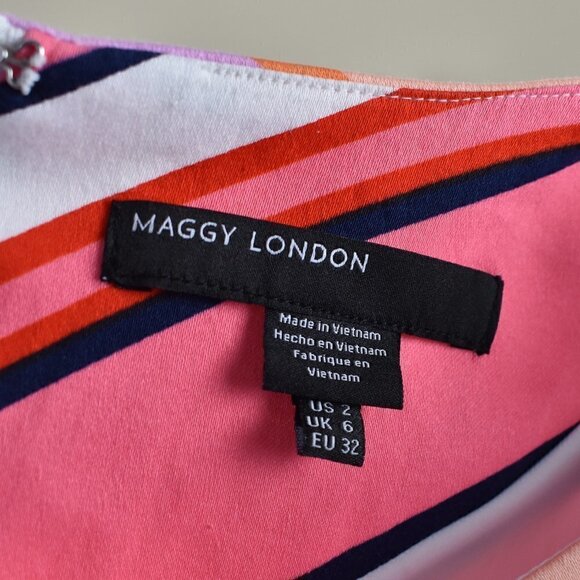 MAGGY LONDON
Made in Vietnam
Hecho en Vietnam
Fabrique en
Vietnam
US 2
UK 6
EU 32